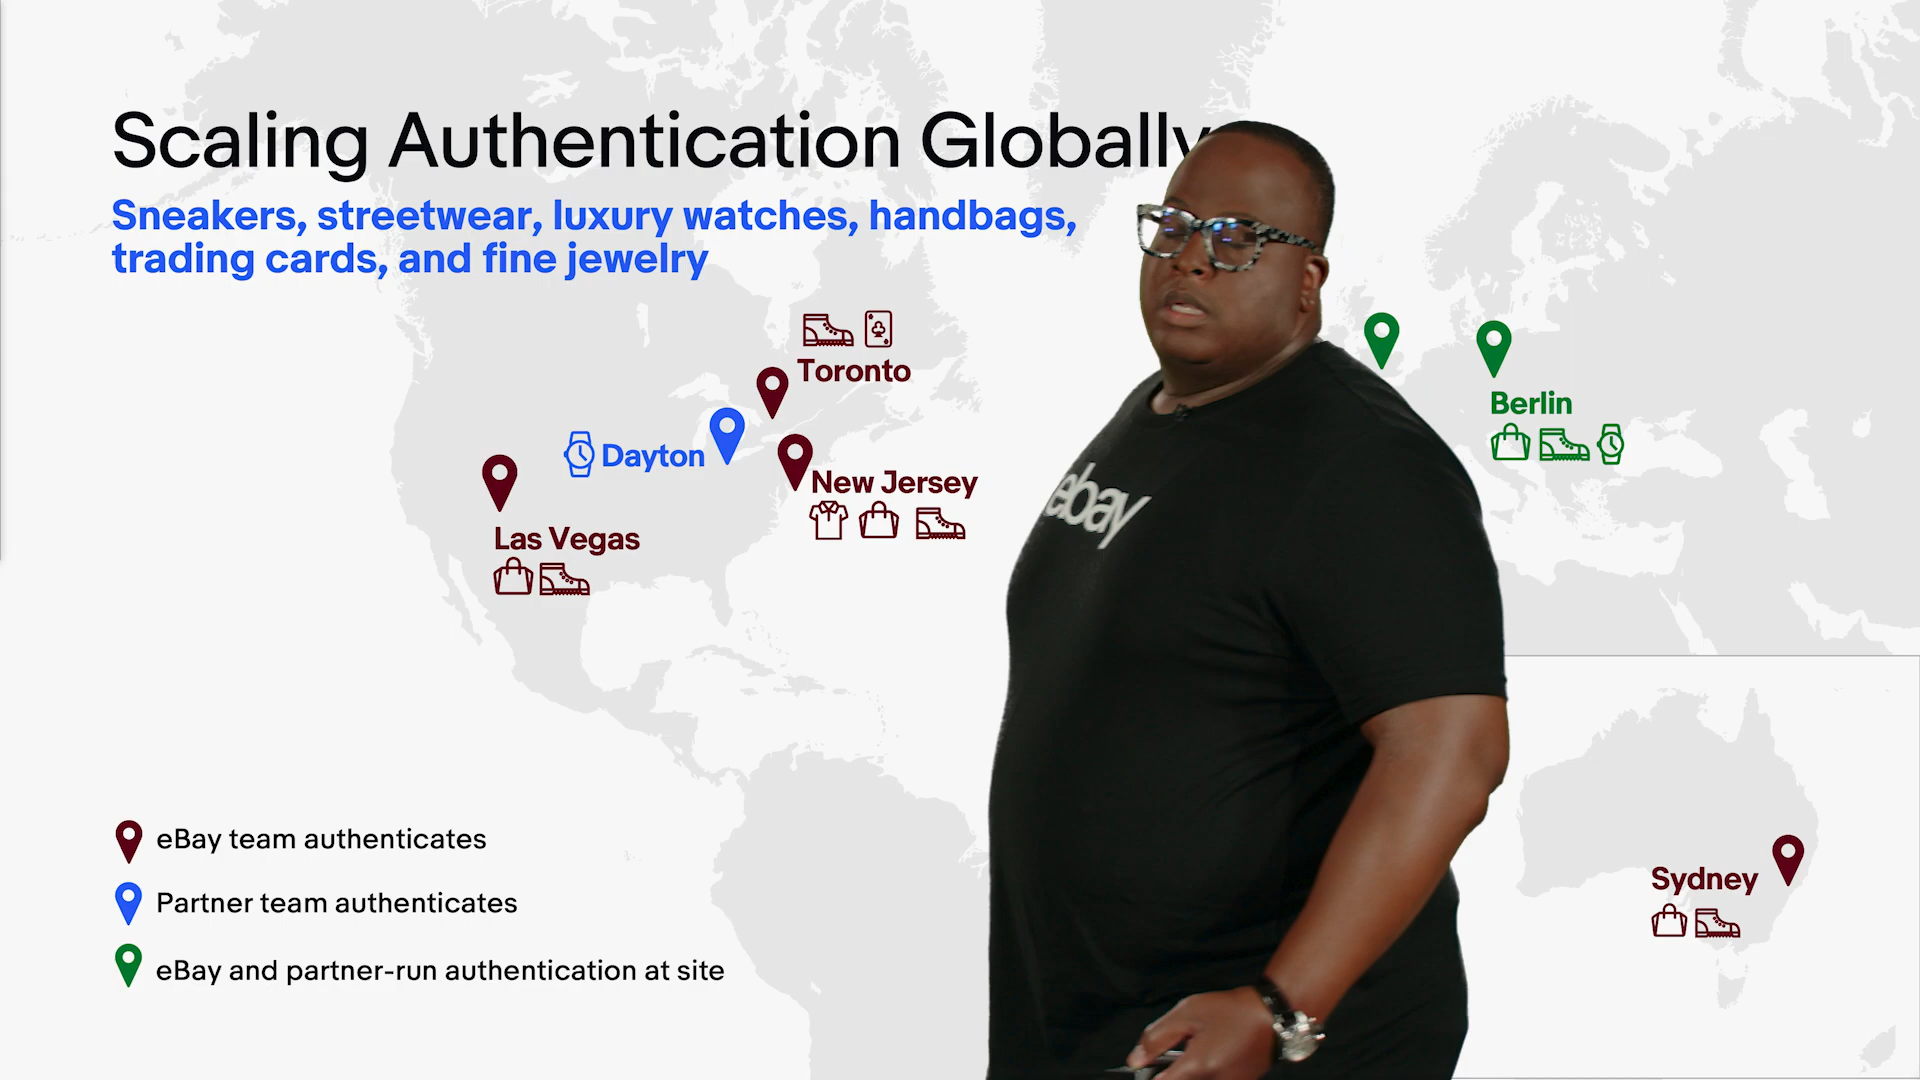 Scaling Authentication Globally
Sneakers, streetwear, luxury watches, handbags,
trading cards, and fine jewelry
Toronto
Dayton
New Jersey
Las Vegas
Berlin
ebay
Sydney
eBay team authenticates
Partner team authenticates
eBay and partner-run authentication at site